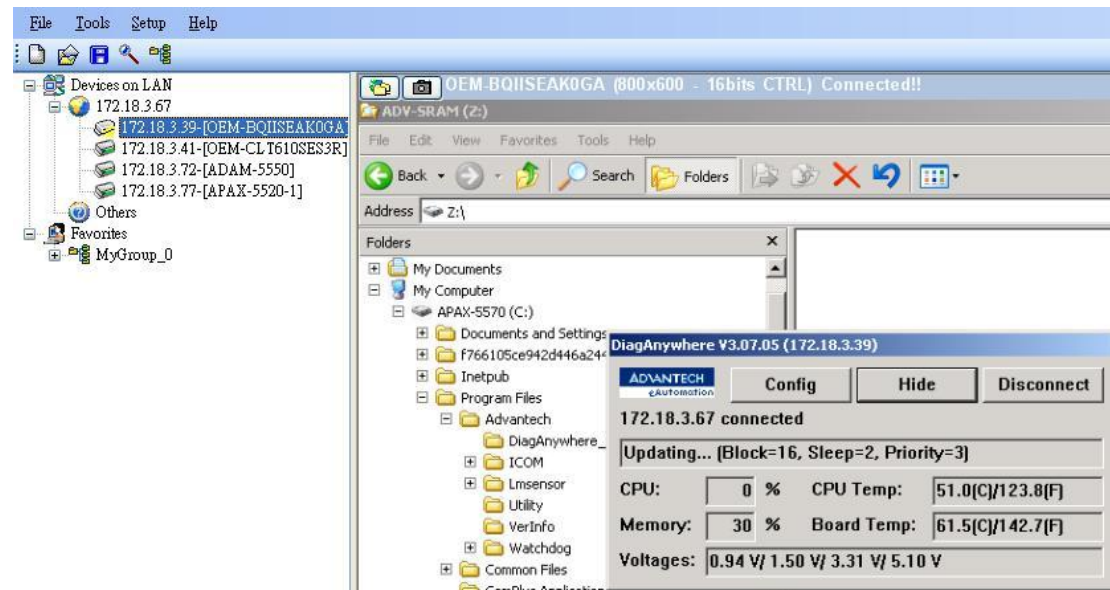 File Tools Setup Help
Devices on LAN
172.18.3.67
172.18.3.39-[OEM-BQIISEAK0GA]
172.18.3.41-[OEM-CLT610SES3R]
172.18.3.72-[ADAM-5550]
172.18.3.77-[APAX-5520-1]
Others
Favorites
MyGroup_0
OEM-BQIISEAK0GA (800x600 - 16bits CTRL) Connected!!
ADV-SRAM (Z:)
File Edit View Favorites Tools Help
Back Search Folders
Address Z:\
Folders
My Documents
My Computer
APAX-5570 (C:)
Documents and Settings
f766105ce942d446a244
Inetpub
Program Files
Advantech
DiagAnywhere_
ICOM
Lmsensor
Utility
VerInfo
Watchdog
Common Files
DiagAnywhere V3.07.05 (172.18.3.39)
ADVANTECH
eAutomation
Config Hide Disconnect
172.18.3.67 connected
Updating... (Block=16, Sleep=2, Priority=3)
CPU: 0 % CPU Temp: 51.0(C)/123.8(F)
Memory: 30 % Board Temp: 61.5(C)/142.7(F)
Voltages: 0.94 V/ 1.50 V/ 3.31 V/ 5.10 V